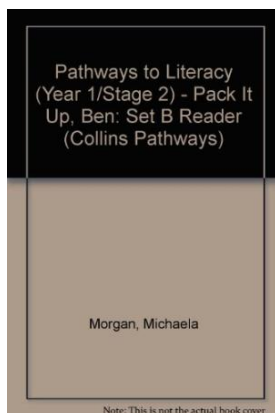 Pathways to Literacy
(Year 1/Stage 2) - Pack It
Up, Ben: Set B Reader
(Collins Pathways)
Morgan, Michaela
Note: This is not the actual book cover